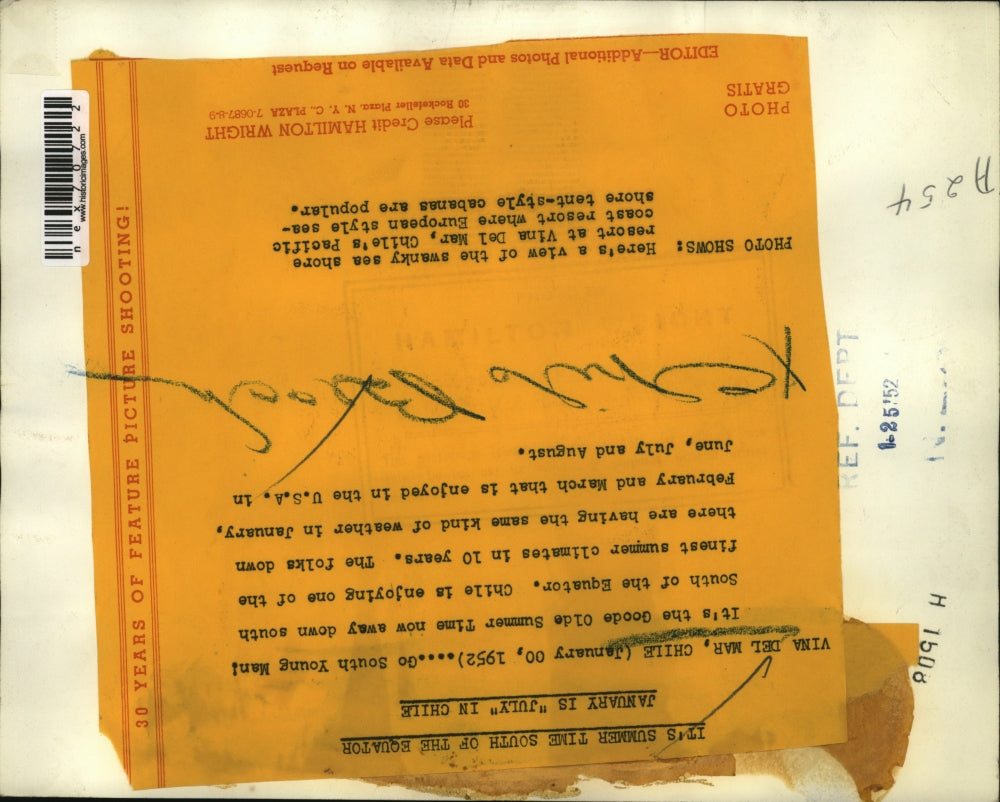 IT'S SUMMER TIME SOUTH OF THE EQUATOR
JANUARY IS "JULY" IN CHILE
VINA DEL MAR, CHILE (January 00, 1952).....Go South Young Man!
It's the Goode Olde Summer Time now away down south
South of the Equator. Chile is enjoying one of the
finest summer climates in 10 years. The folks down
there are having the same kind of weather in January,
February and March that is enjoyed in the U.S.A. in
June, July and August.
PHOTO SHOWS: Here's a view of the swanky sea shore
resort at Vina Del Mar, Chile's Pacific
coast resort where European style sea-
shore tent-style cabanas are popular.
PHOTO
GRATIS
Please Credit HAMILTON WRIGHT
30 Rockefeller Plaza, N. Y. C., PLAZA 7-0687-8-9
EDITOR—Additional Photos and Data Available on Request
30 YEARS OF FEATURE PICTURE SHOOTING!
www.historicimages.com
A254
REF. DEPT
1-25'52
H 1508